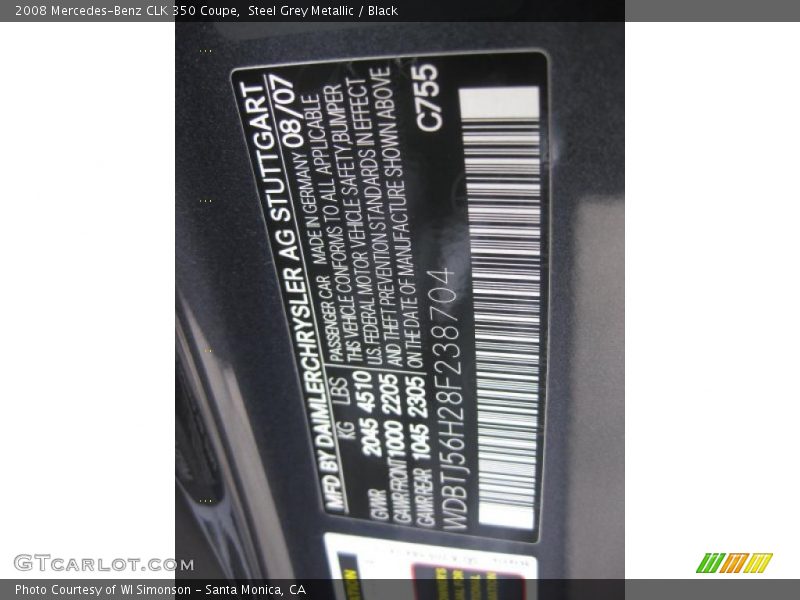 2008 Mercedes-Benz CLK 350 Coupe, Steel Grey Metallic / Black
MFD BY DAIMLERCHRYSLER AG STUTTGART
KG LBS PASSENGER CAR MADE IN GERMANY 08/07
GVWR 2045 4510 THIS VEHICLE CONFORMS TO ALL APPLICABLE
GAWR FRONT 1000 2205 U.S. FEDERAL MOTOR VEHICLE SAFETY, BUMPER
GAWR REAR 1045 2305 AND THEFT PREVENTION STANDARDS IN EFFECT
ON THE DATE OF MANUFACTURE SHOWN ABOVE
WDBTJ56H28F238704 C755
GTcarlot.com
Photo Courtesy of WI Simonson - Santa Monica, CA